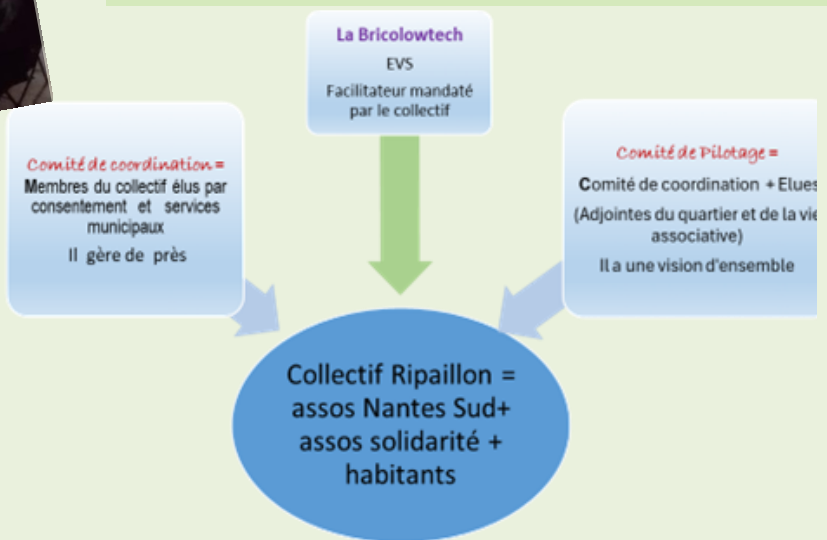 La Bricolowtech
EVS
Facilitateur mandaté
par le collectif
Comité de coordination =
Membres du collectif élus par
consentement et services
municipaux
Il gère de près
Comité de Pilotage =
Comité de coordination + Elues
(Adjointes du quartier et de la vie
associative)
Il a une vision d'ensemble
Collectif Ripaillon =
assos Nantes Sud+
assos solidarité +
habitants